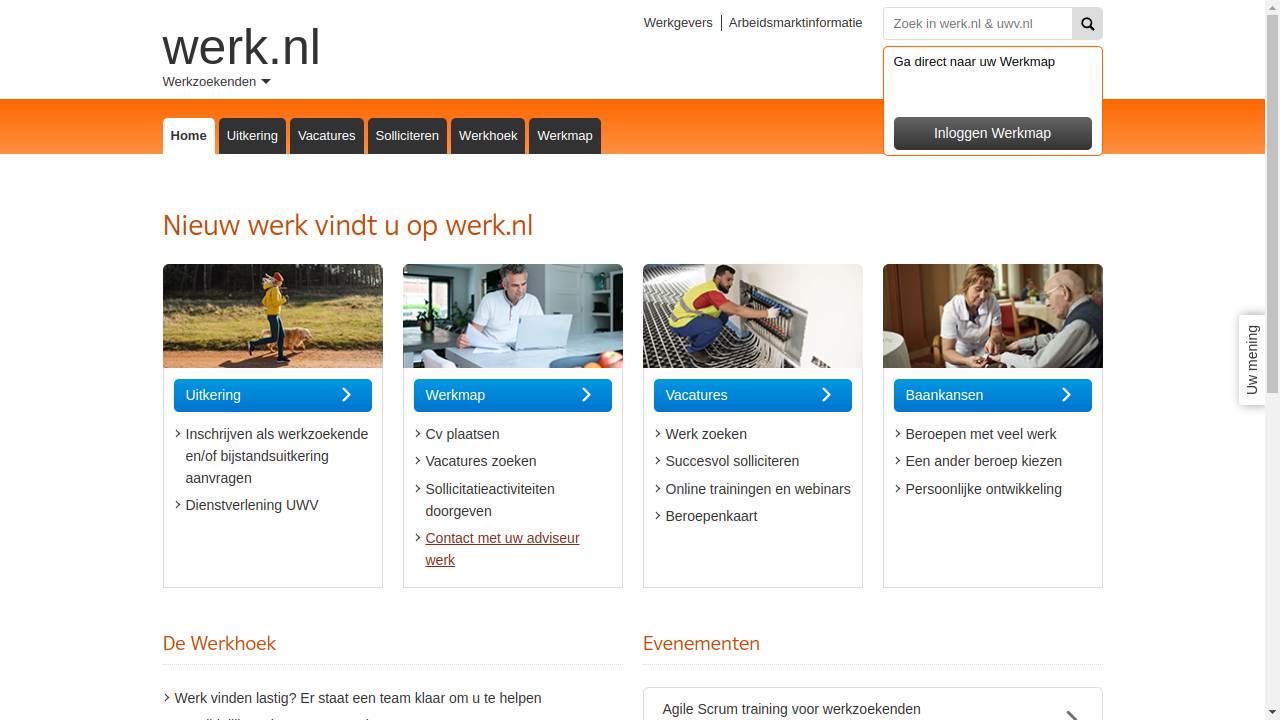 Werkgevers
Arbeidsmarktinformatie
Zoek in werk.nl & uwv.nl
werk.nl
Werkzoekenden
Ga direct naar uw Werkmap
Inloggen Werkmap
Home
Uitkering
Vacatures
Solliciteren
Werkhoek
Werkmap
Nieuw werk vindt u op werk.nl
Uitkering
Inschrijven als werkzoekende
en/of bijstandsuitkering
aanvragen
Dienstverlening UWV
Werkmap
Cv plaatsen
Vacatures zoeken
Sollicitatieactiviteiten
doorgeven
Contact met uw adviseur
werk
Vacatures
Werk zoeken
Succesvol solliciteren
Online trainingen en webinars
Beroepenkaart
Baankansen
Beroepen met veel werk
Een ander beroep kiezen
Persoonlijke ontwikkeling
Uw mening
De Werkhoek
Werk vinden lastig? Er staat een team klaar om u te helpen
Evenementen
Agile Scrum training voor werkzoekenden